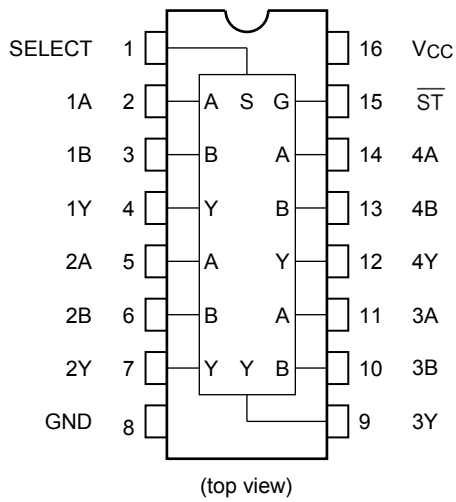 SELECT 1 16 VCC
1A 2 A S G 15 ST
1B 3 B A 14 4A
1Y 4 Y B 13 4B
2A 5 A Y 12 4Y
2B 6 B A 11 3A
2Y 7 Y Y B 10 3B
GND 8 9 3Y
(top view)